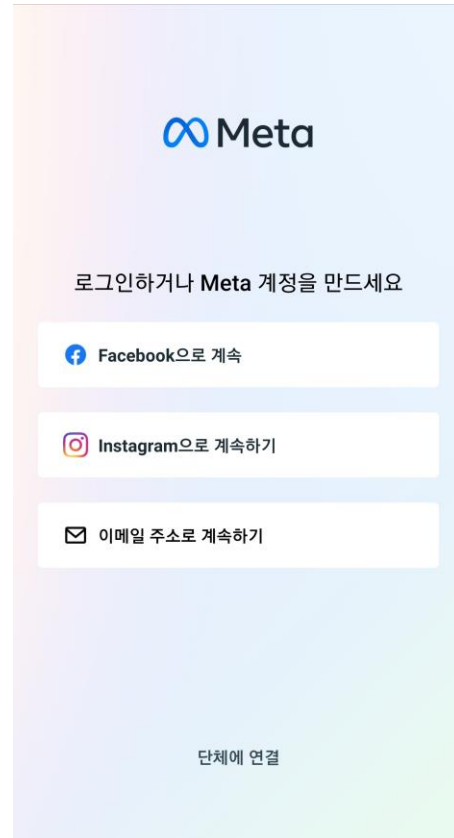 Meta
로그인하거나 Meta 계정을 만드세요
Facebook으로 계속
Instagram으로 계속하기
이메일 주소로 계속하기
단체에 연결